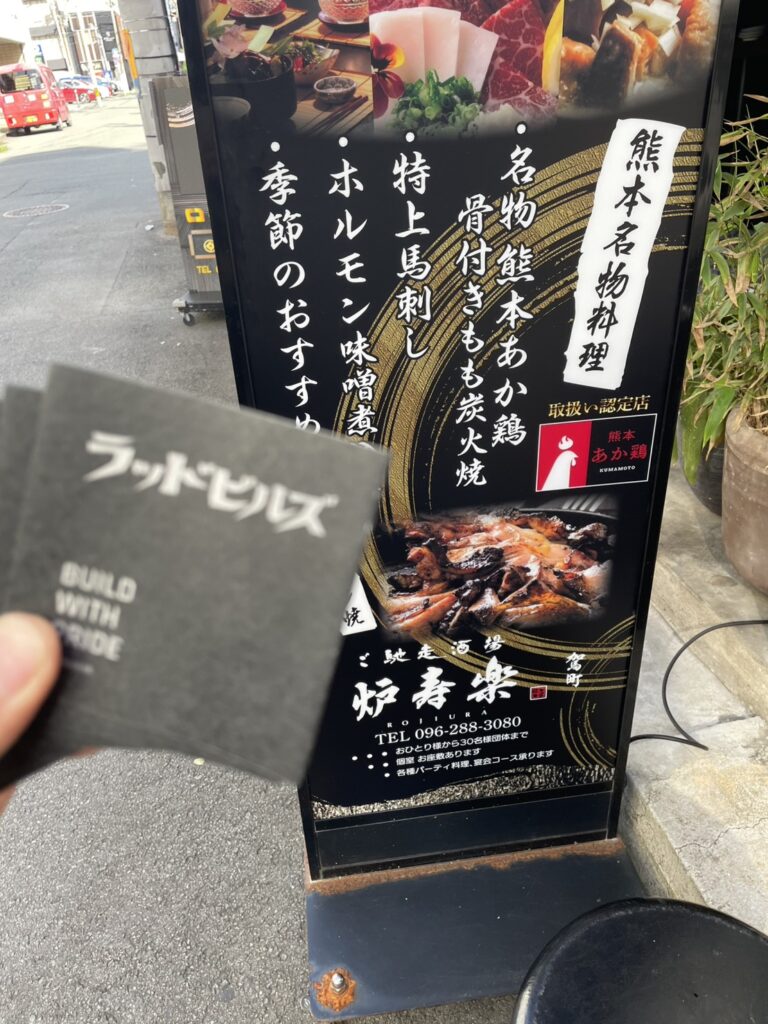 熊本名物料理
・名物 熊本あか鶏
骨付きもも炭火焼
・特上馬刺し
・ホルモン味噌煮
・季節のおすすめ
取扱い認定店
熊本
あか鶏
KUMAMOTO
焼
ご馳走酒場
炉寿楽
ROJIURA
駕町
TEL 096-288-3080
おひとり様から30名様団体まで
個室 お座敷あります
各種パーティ料理、宴会コース承ります
ラッドビルズ
BUILD
WITH
PRIDE
TEL